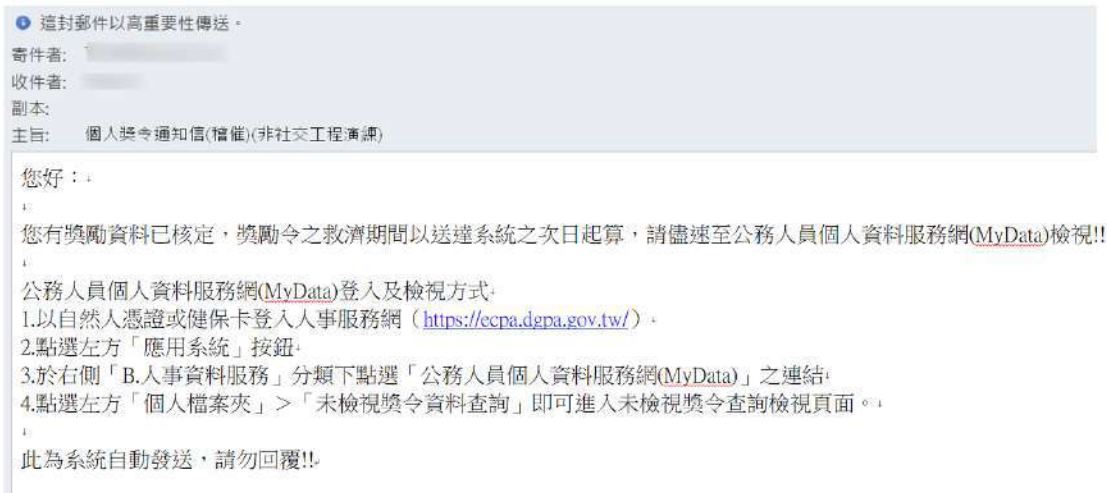 這封郵件以高重要性傳送。
寄件者:
收件者:
副本:
主旨: 個人獎令通知信(稽催)(非社交工程演練)
您好：
您有獎勵資料已核定，獎勵令之救濟期間以送達系統之次日起算，請儘速至公務人員個人資料服務網(MyData)檢視!!
公務人員個人資料服務網(MyData)登入及檢視方式
1.以自然人憑證或健保卡登入人事服務網（https://ecpa.dgpa.gov.tw/）
2.點選左方「應用系統」按鈕
3.於右側「B.人事資料服務」分類下點選「公務人員個人資料服務網(MyData)」之連結
4.點選左方「個人檔案夾」＞「未檢視獎令資料查詢」即可進入未檢視獎令查詢檢視頁面。
此為系統自動發送，請勿回覆!!